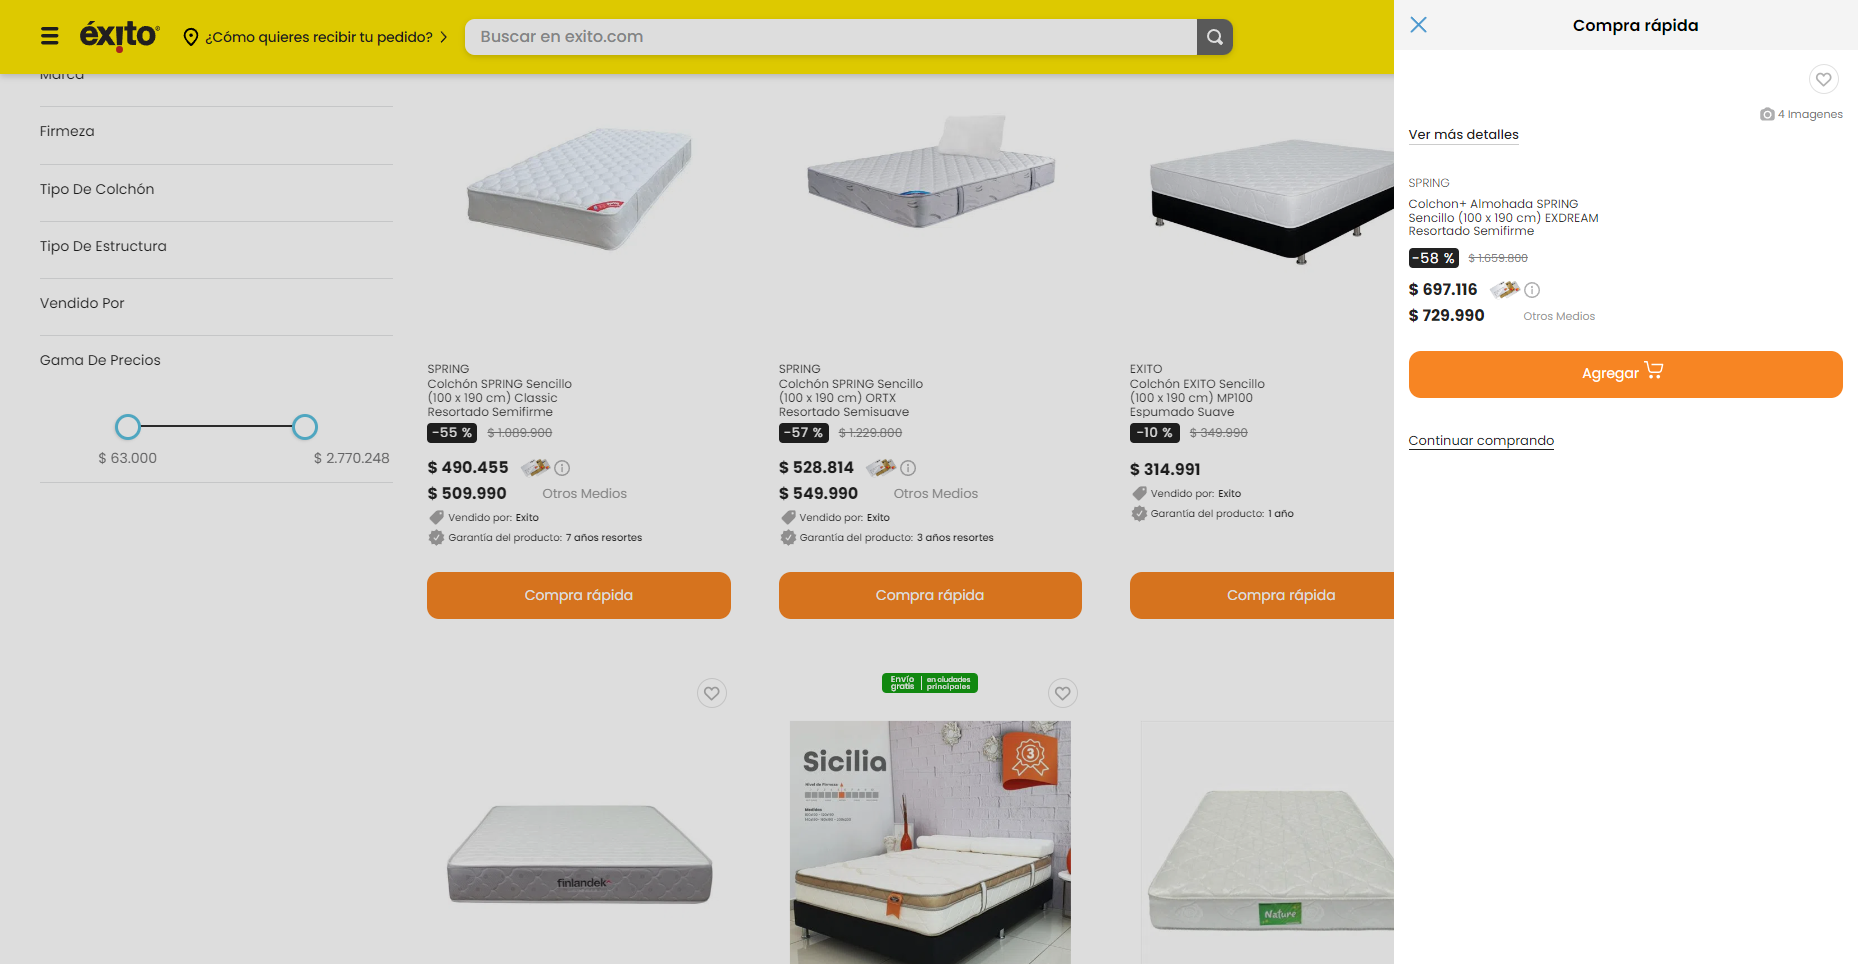 éxito
¿Cómo quieres recibir tu pedido?
Buscar en exito.com
Marca
Firmeza
Tipo De Colchón
Tipo De Estructura
Vendido Por
Gama De Precios
$ 63.000
$ 2.770.248
SPRING
Colchón SPRING Sencillo
(100 x 190 cm) Classic
Resortado Semifirme
-55 %
$ 1.089.900
$ 490.455
$ 509.990
Otros Medios
Vendido por: Exito
Garantía del producto: 7 años resortes
Compra rápida
SPRING
Colchón SPRING Sencillo
(100 x 190 cm) ORTX
Resortado Semisuave
-57 %
$ 1.229.800
$ 528.814
$ 549.990
Otros Medios
Vendido por: Exito
Garantía del producto: 3 años resortes
Compra rápida
EXITO
Colchón EXITO Sencillo
(100 x 190 cm) MP100
Espumado Suave
-10 %
$ 349.990
$ 314.991
Vendido por: Exito
Garantía del producto: 1 año
Compra rápida
finlandek
Envío gratis
en ciudades principales
Sicilia
Nivel de Firmeza
Medidas
3
Nature
Compra rápida
4 Imagenes
Ver más detalles
SPRING
Colchon+ Almohada SPRING
Sencillo (100 x 190 cm) EXDREAM
Resortado Semifirme
-58 %
$ 1.659.800
$ 697.116
$ 729.990
Otros Medios
Agregar
Continuar comprando